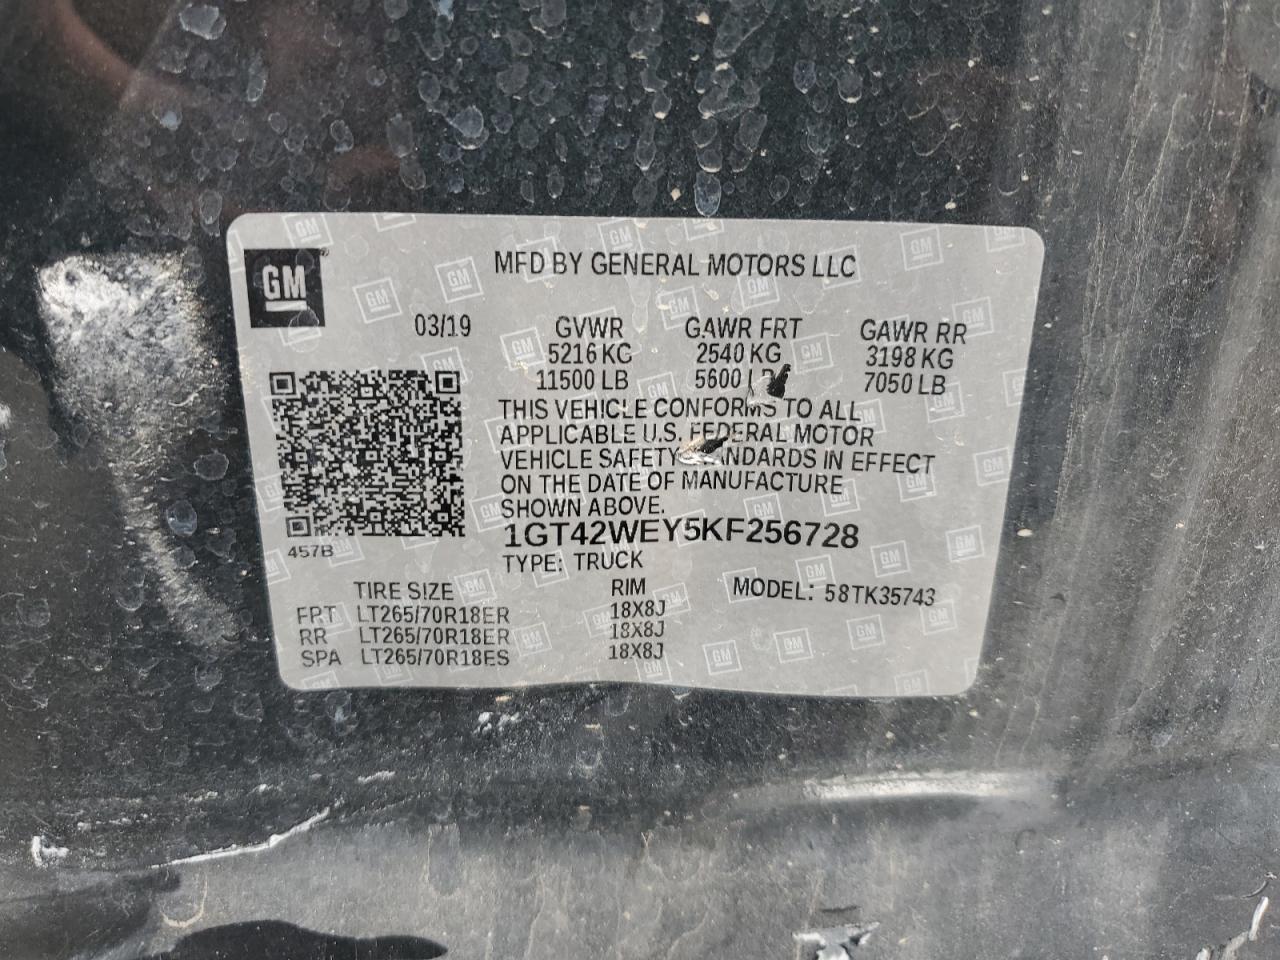 GM
MFD BY GENERAL MOTORS LLC
03/19 GVWR GAWR FRT GAWR RR
5216 KG 2540 KG 3198 KG
11500 LB 5600 LB 7050 LB
THIS VEHICLE CONFORMS TO ALL
APPLICABLE U.S. FEDERAL MOTOR
VEHICLE SAFETY STANDARDS IN EFFECT
ON THE DATE OF MANUFACTURE
SHOWN ABOVE.
1GT42WEY5KF256728
457B
TYPE: TRUCK
TIRE SIZE RIM MODEL: 58TK35743
FRT LT265/70R18ER 18X8J
RR LT265/70R18ER 18X8J
SPA LT265/70R18ES 18X8J